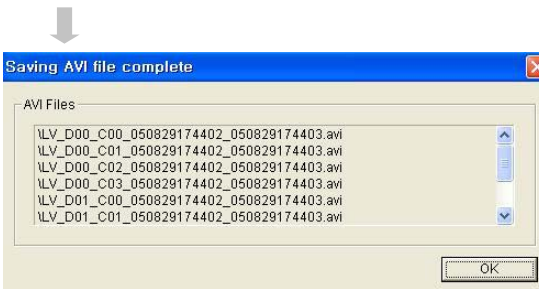 Saving AVI file complete
AVI Files
\LV_D00_C00_050829174402_050829174403.avi
\LV_D00_C01_050829174402_050829174403.avi
\LV_D00_C02_050829174402_050829174403.avi
\LV_D00_C03_050829174402_050829174403.avi
\LV_D01_C00_050829174402_050829174403.avi
\LV_D01_C01_050829174402_050829174403.avi
OK